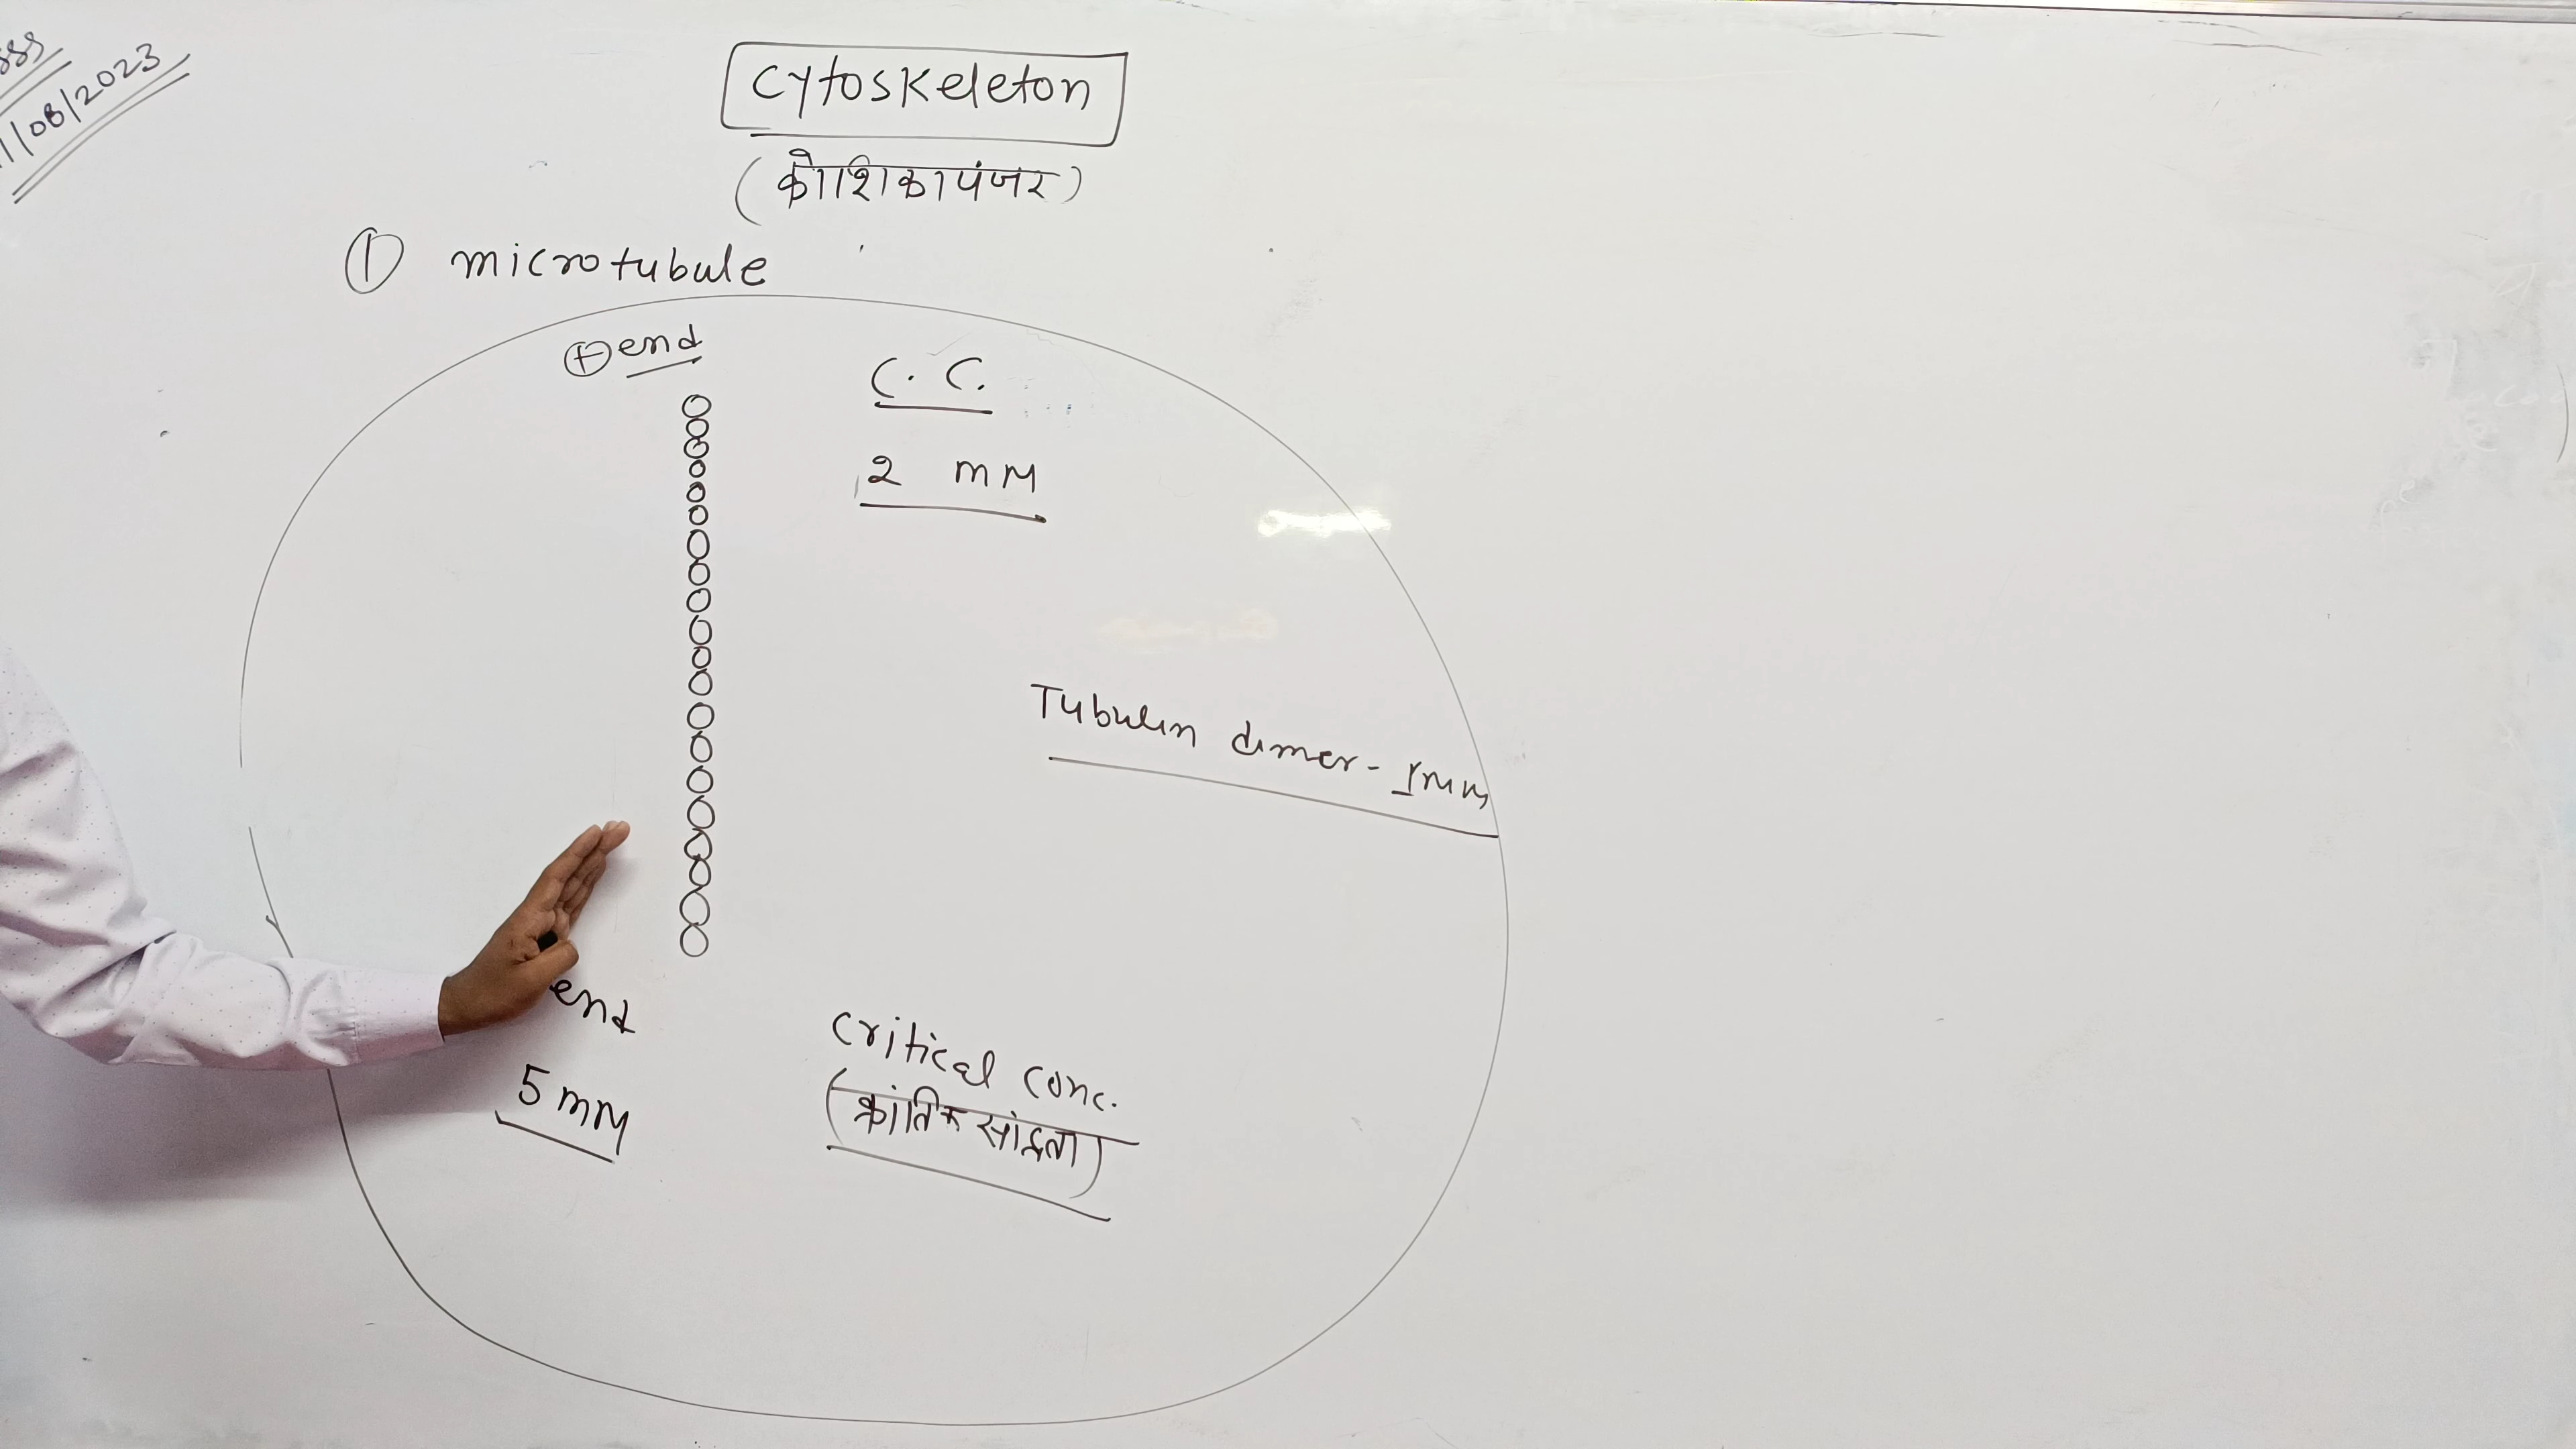 /08/2023
Cytoskeleton
(कोशिकापंजर)
① microtubule
⊕ end
C. C.
2 mM
Tubulin dimer - 1mM
end
5 mM
Critical conc.
(क्रांतिक सांद्रता)